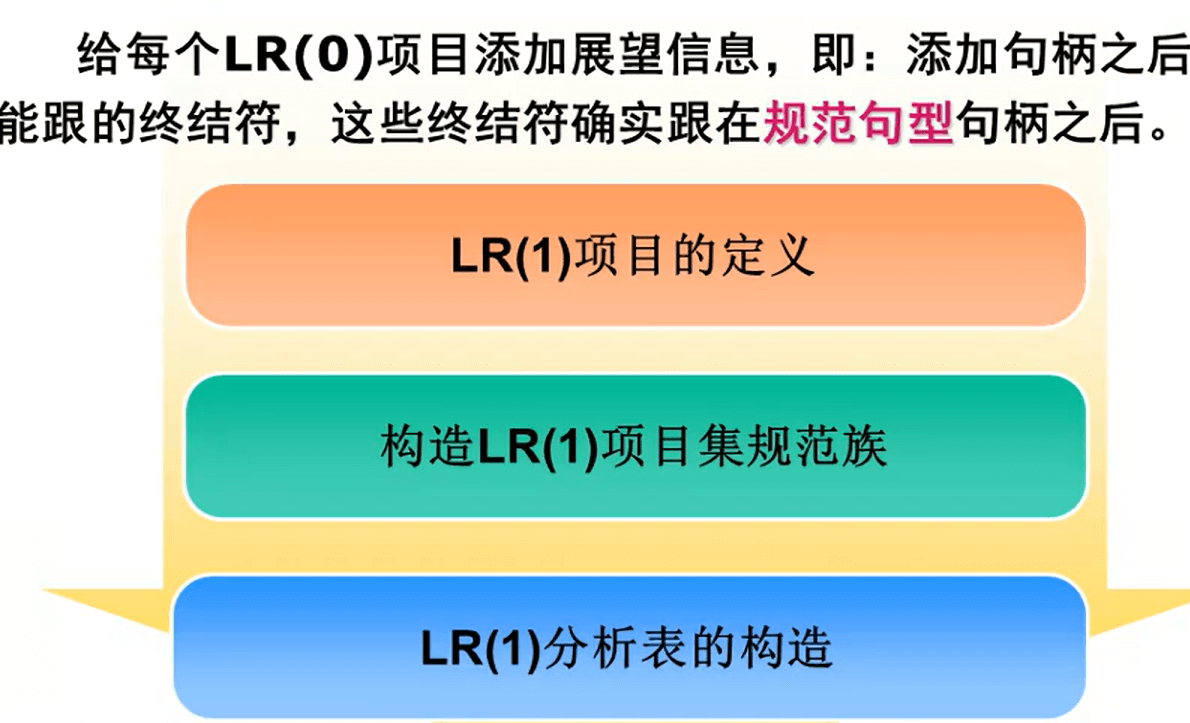 给每个LR(0)项目添加展望信息，即：添加句柄之后
能跟的终结符，这些终结符确实跟在规范句型句柄之后。
LR(1)项目的定义
构造LR(1)项目集规范族
LR(1)分析表的构造